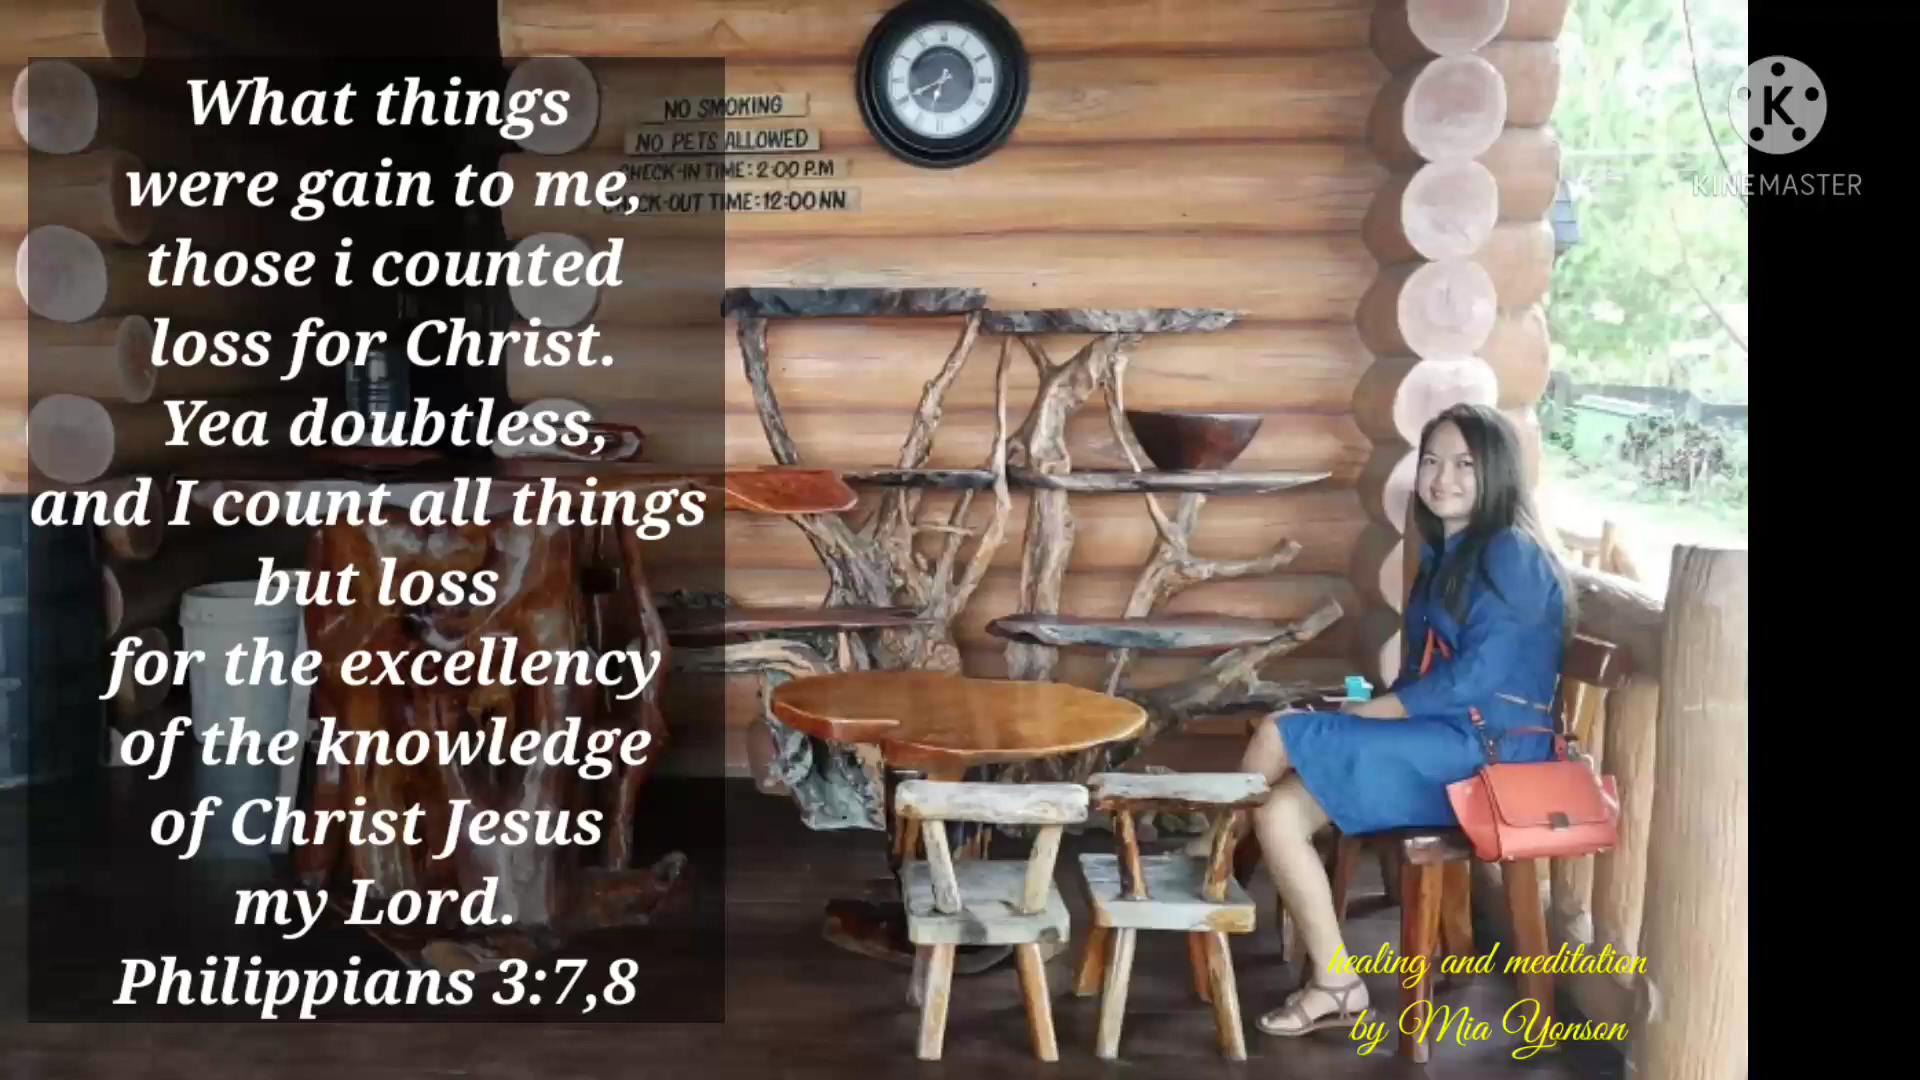 What things
were gain to me,
those i counted
loss for Christ.
Yea doubtless,
and I count all things
but loss
for the excellency
of the knowledge
of Christ Jesus
my Lord.
Philippians 3:7,8
NO SMOKING
NO PETS ALLOWED
CHECK-IN TIME: 2:00 P.M
CHECK-OUT TIME: 12:00 NN
K
KINEMASTER
healing and meditation
by Mia Yonson